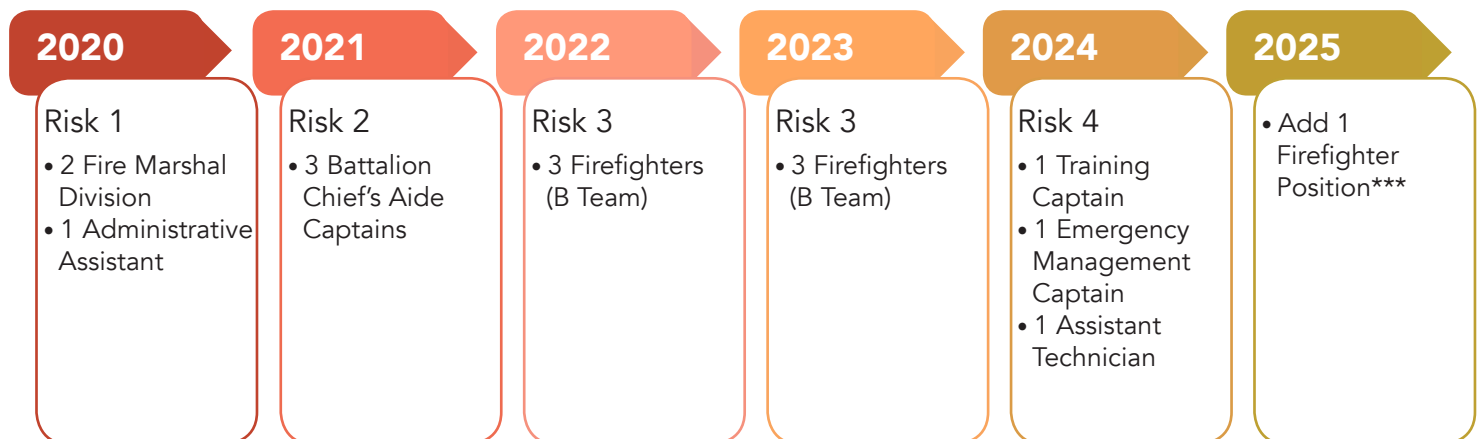 2020
Risk 1
• 2 Fire Marshal
Division
• 1 Administrative
Assistant
2021
Risk 2
• 3 Battalion
Chief’s Aide
Captains
2022
Risk 3
• 3 Firefighters
(B Team)
2023
Risk 3
• 3 Firefighters
(B Team)
2024
Risk 4
• 1 Training
Captain
• 1 Emergency
Management
Captain
• 1 Assistant
Technician
2025
• Add 1
Firefighter
Position***